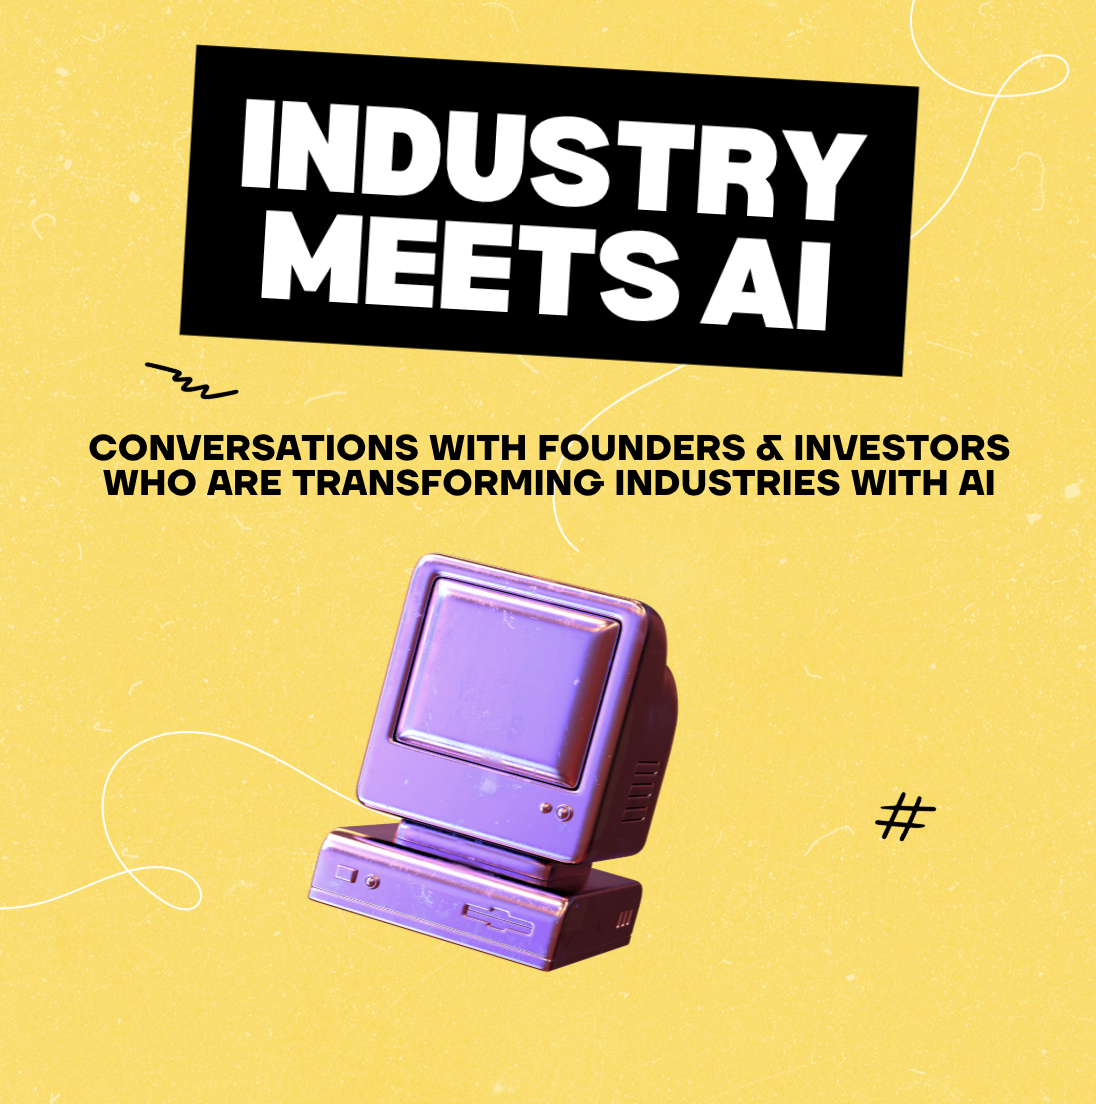 INDUSTRY
MEETS AI
CONVERSATIONS WITH FOUNDERS & INVESTORS
WHO ARE TRANSFORMING INDUSTRIES WITH AI
#